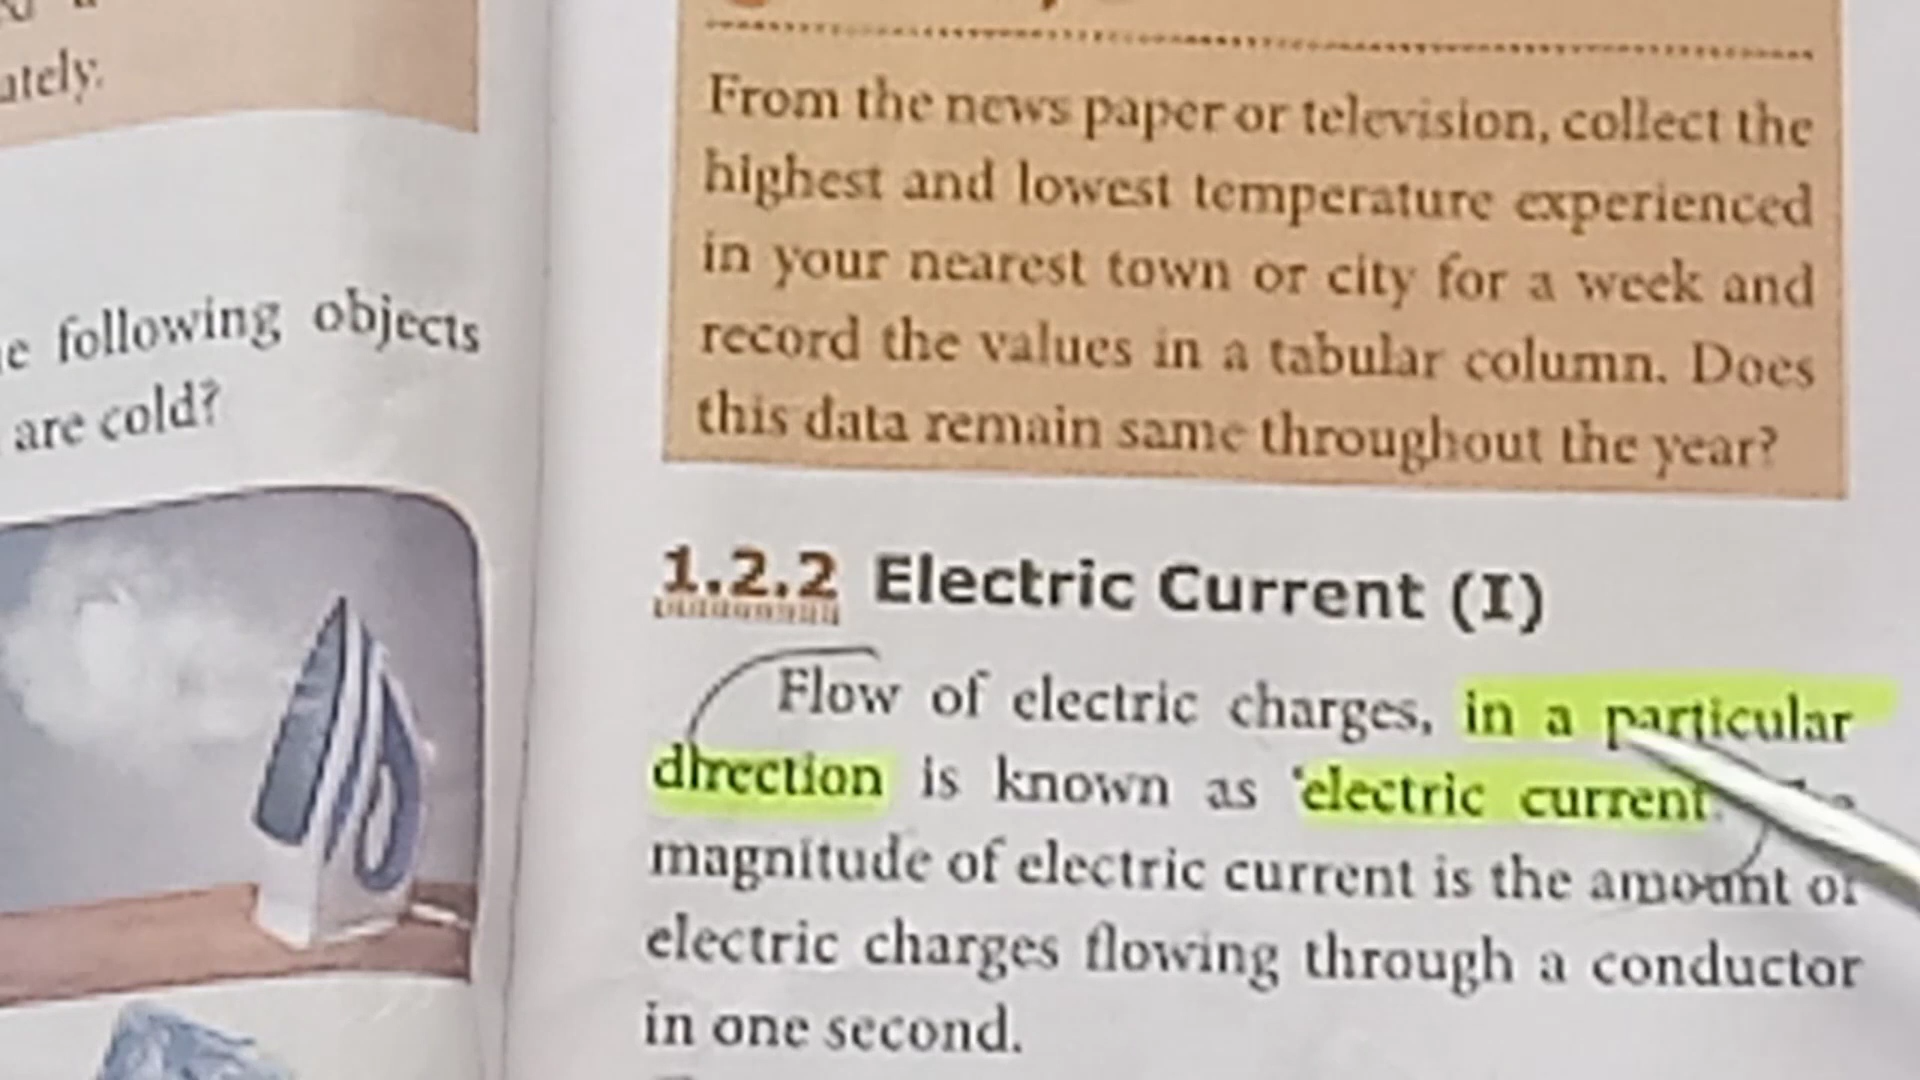 ately.
following objects
are cold?
From the news paper or television, collect the
highest and lowest temperature experienced
in your nearest town or city for a week and
record the values in a tabular column. Does
this data remain same throughout the year?
1.2.2 Electric Current (I)
Flow of electric charges, in a particular
direction is known as 'electric current'.
magnitude of electric current is the amount of
electric charges flowing through a conductor
in one second.